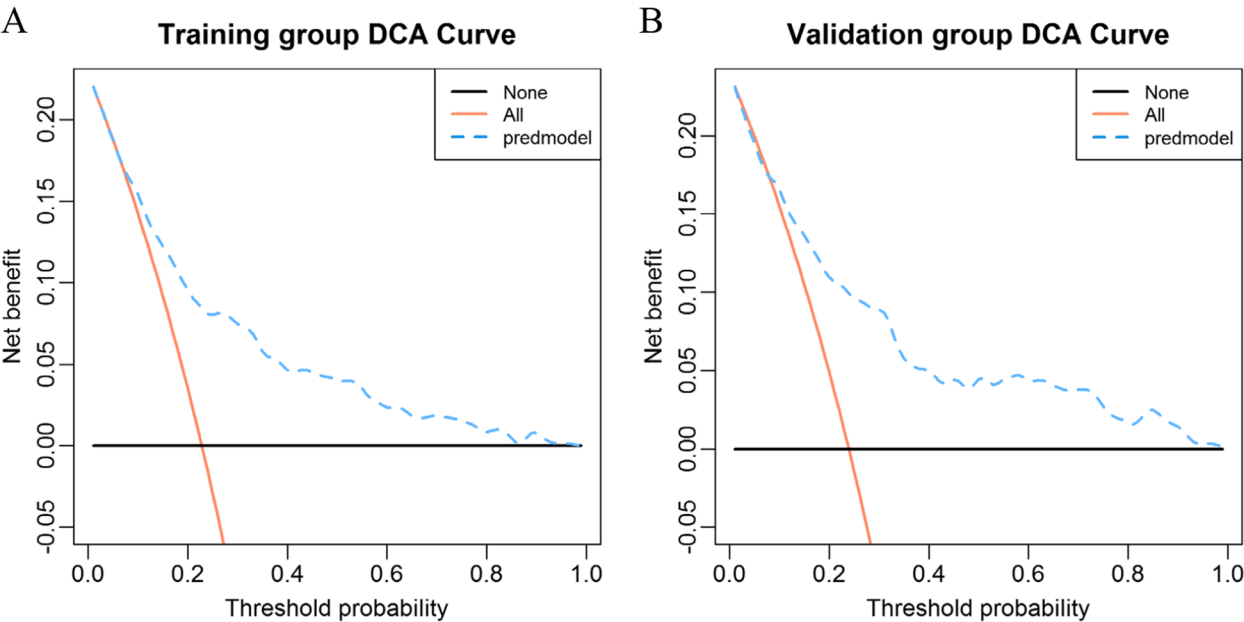 A
Training group DCA Curve
None
All
predmodel
Net benefit
0.20
0.15
0.10
0.05
0.00
-0.05
0.0 0.2 0.4 0.6 0.8 1.0
Threshold probability
B
Validation group DCA Curve
None
All
predmodel
Net benefit
0.20
0.15
0.10
0.05
0.00
-0.05
0.0 0.2 0.4 0.6 0.8 1.0
Threshold probability